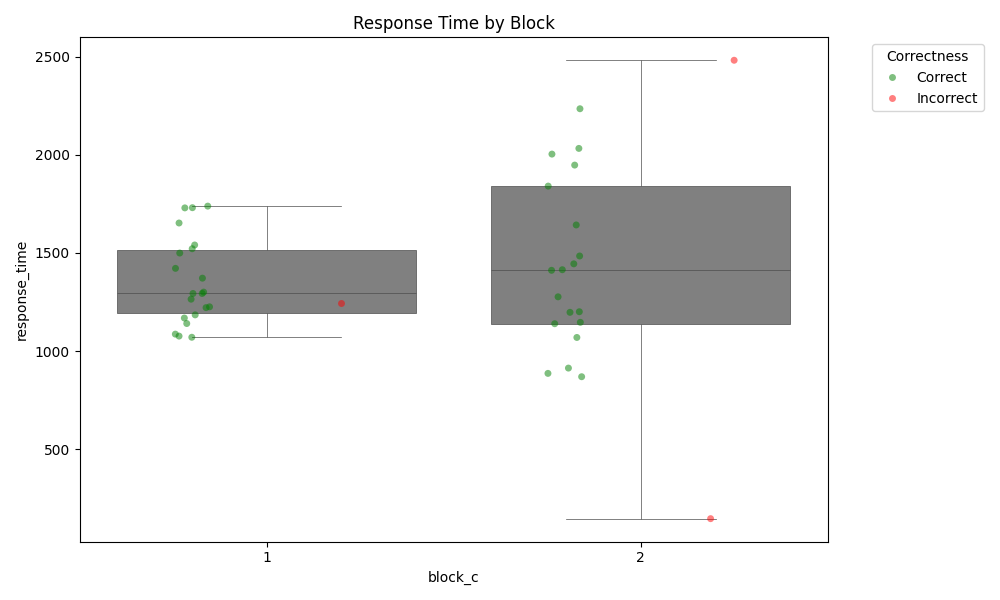 Response Time by Block
Correctness
Correct
Incorrect
2500
2000
1500
1000
500
response_time
1
2
block_c